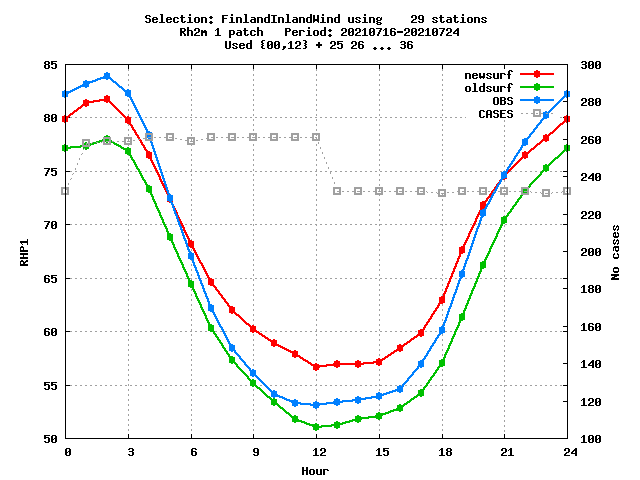 Selection: FinlandInlandWind using    29 stations
Rh2m 1 patch   Period: 20210716-20210724
Used {00,12} + 25 26 ... 36
85
80
75
70
65
60
55
50
300
280
260
240
220
200
180
160
140
120
100
newsurf
oldsurf
OBS
CASES
RHP1
No cases
0 3 6 9 12 15 18 21 24
Hour